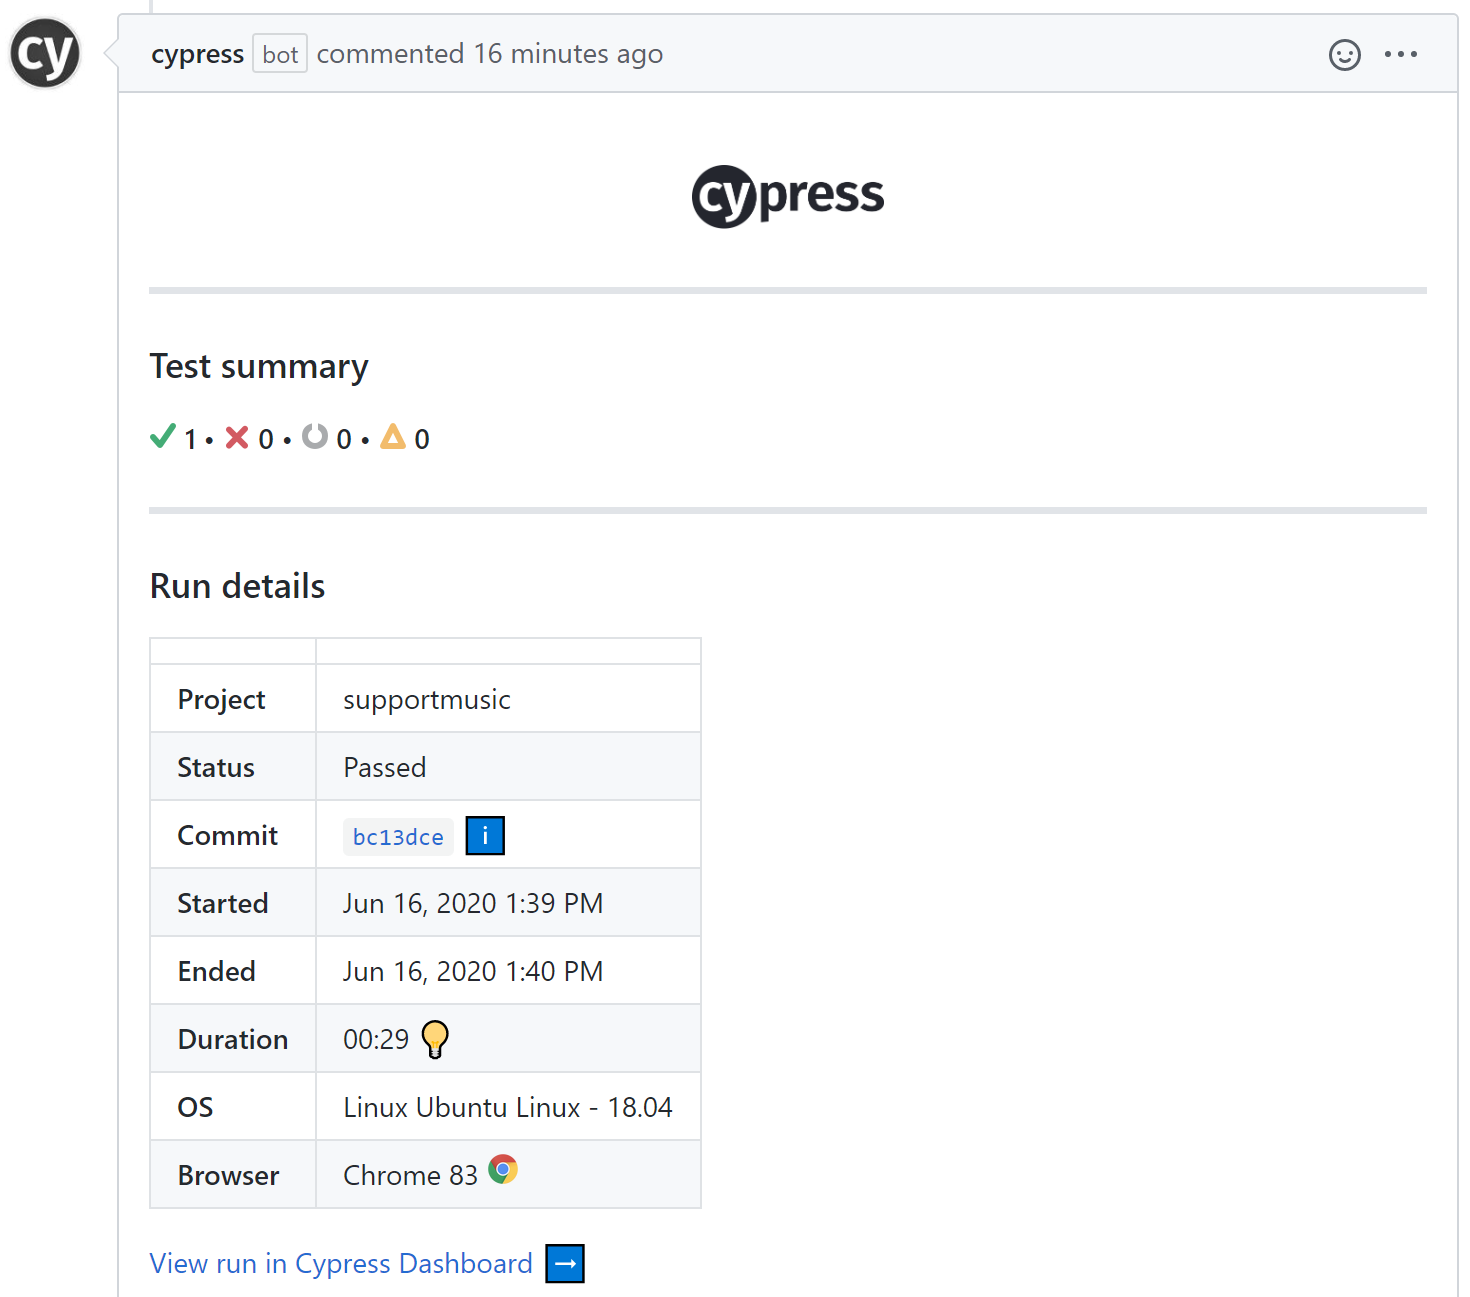 cy
cypress bot commented 16 minutes ago
cypress
Test summary
1 • 0 • 0 • 0
Run details
Project supportmusic
Status Passed
Commit bc13dce i
Started Jun 16, 2020 1:39 PM
Ended Jun 16, 2020 1:40 PM
Duration 00:29
OS Linux Ubuntu Linux - 18.04
Browser Chrome 83
View run in Cypress Dashboard